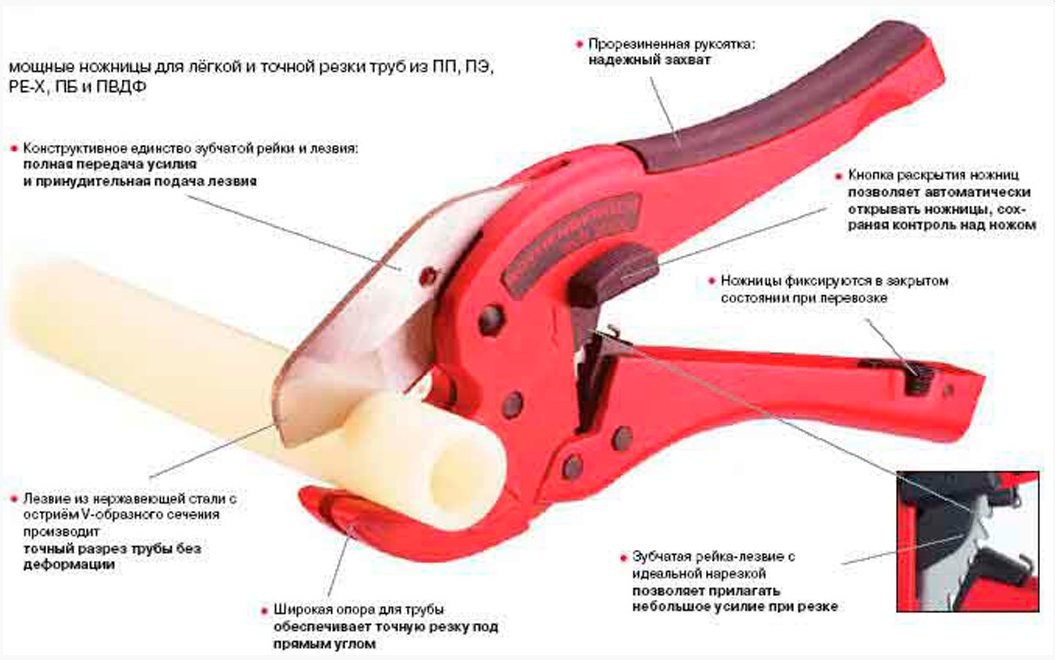 мощные ножницы для лёгкой и точной резки труб из ПП, ПЭ,
PE-X, ПБ и ПВДФ
Прорезиненная рукоятка:
надежный захват
Конструктивное единство зубчатой рейки и лезвия:
полная передача усилия
и принудительная подача лезвия
Кнопка раскрытия ножниц
позволяет автоматически
открывать ножницы, сох-
раняя контроль над ножом
Ножницы фиксируются в закрытом
состоянии при перевозке
Лезвие из нержавеющей стали с
остриём V-образного сечения
производит
точный разрез трубы без
деформации
Зубчатая рейка-лезвие с
идеальной нарезкой
позволяет прилагать
небольшое усилие при резке
Широкая опора для трубы
обеспечивает точную резку под
прямым углом